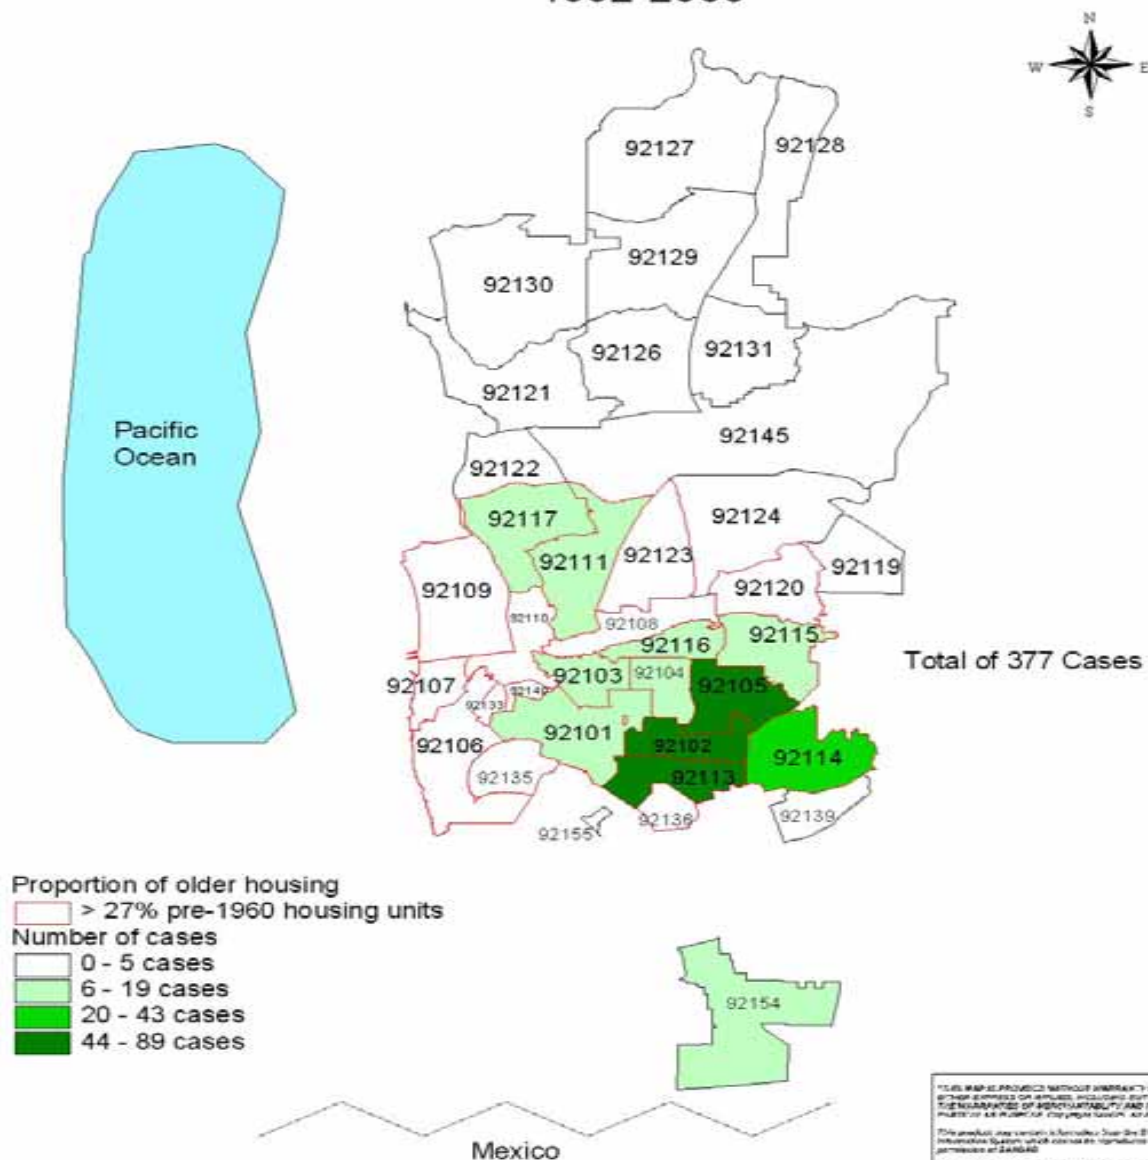 N
W E
S
92127
92128
92129
92130
92126
92131
92121
92145
92122
92117
92124
92111
92123
92119
92109
92120
92110
92108
92115
92116
92103
92104
92107
92105
92133
92140
92101
92106
92102
92114
92135
92113
92136
92139
92155
Pacific
Ocean
Total of 377 Cases
Proportion of older housing
> 27% pre-1960 housing units
Number of cases
0 - 5 cases
6 - 19 cases
20 - 43 cases
44 - 89 cases
92154
Mexico